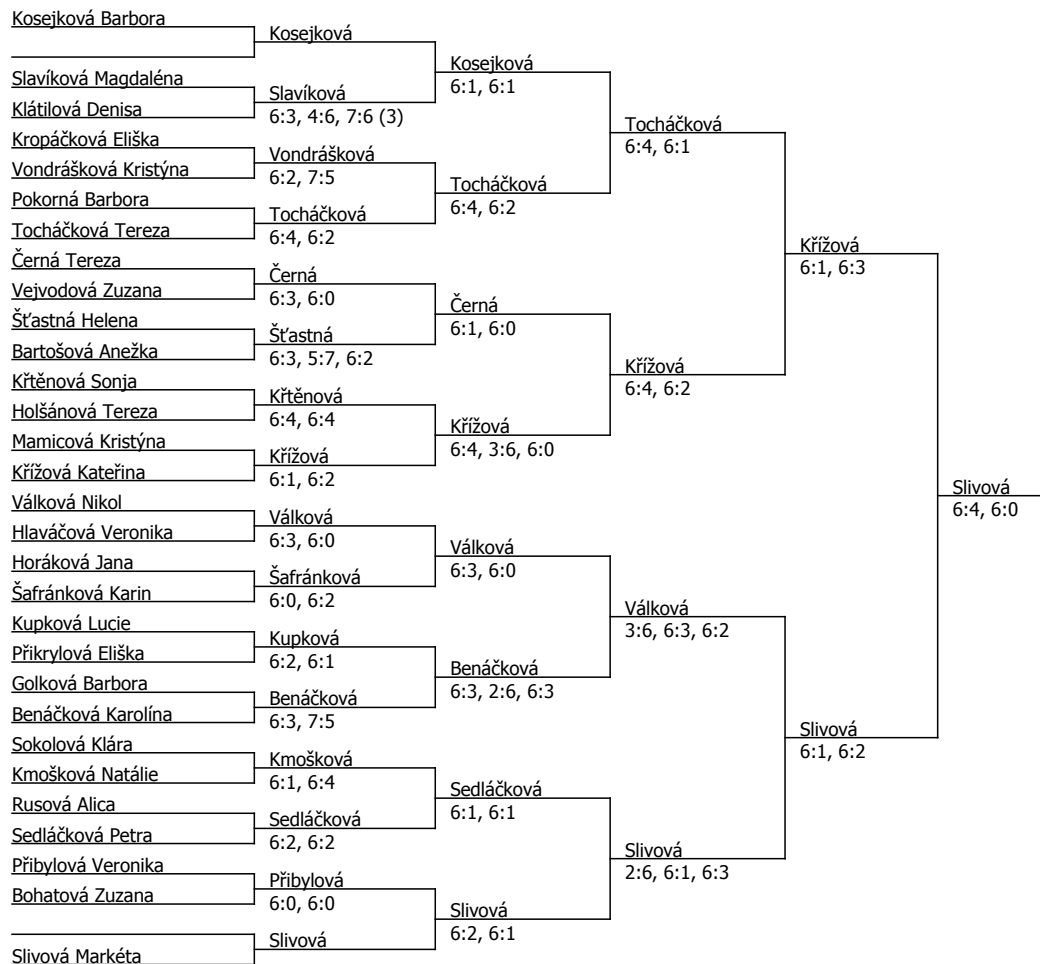 Kosejková Barbora
Slavíková Magdaléna
Klátilová Denisa
Kropáčková Eliška
Vondrášková Kristýna
Pokorná Barbora
Tocháčková Tereza
Černá Tereza
Vejvodová Zuzana
Šťastná Helena
Bartošová Anežka
Křtěnová Sonja
Holšánová Tereza
Mamicová Kristýna
Křížová Kateřina
Válková Nikol
Hlaváčová Veronika
Horáková Jana
Šafránková Karin
Kupková Lucie
Přikrylová Eliška
Golková Barbora
Benáčková Karolína
Sokolová Klára
Kmošková Natálie
Rusová Alica
Sedláčková Petra
Přibylová Veronika
Bohatová Zuzana
Slivová Markéta
Kosejková
Slavíková
6:3, 4:6, 7:6 (3)
Vondrášková
6:2, 7:5
Tocháčková
6:4, 6:2
Černá
6:3, 6:0
Šťastná
6:3, 5:7, 6:2
Křtěnová
6:4, 6:4
Křížová
6:1, 6:2
Válková
6:3, 6:0
Šafránková
6:0, 6:2
Kupková
6:2, 6:1
Benáčková
6:3, 7:5
Kmošková
6:1, 6:4
Sedláčková
6:2, 6:2
Přibylová
6:0, 6:0
Slivová
Kosejková
6:1, 6:1
Tocháčková
6:4, 6:2
Černá
6:1, 6:0
Křížová
6:4, 3:6, 6:0
Válková
6:3, 6:0
Benáčková
6:3, 2:6, 6:3
Sedláčková
6:1, 6:1
Slivová
6:2, 6:1
Tocháčková
6:4, 6:1
Křížová
6:4, 6:2
Válková
3:6, 6:3, 6:2
Slivová
2:6, 6:1, 6:3
Křížová
6:1, 6:3
Slivová
6:1, 6:2
Slivová
6:4, 6:0